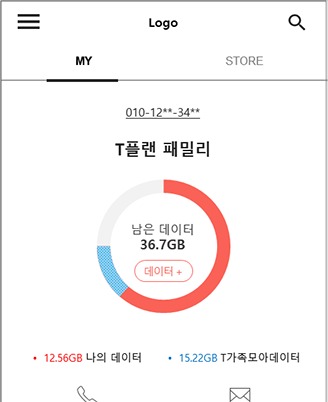 Logo
MY STORE
010-12**-34**
T플랜 패밀리
남은 데이터
36.7GB
데이터 +
• 12.56GB 나의 데이터 • 15.22GB T가족모아데이터